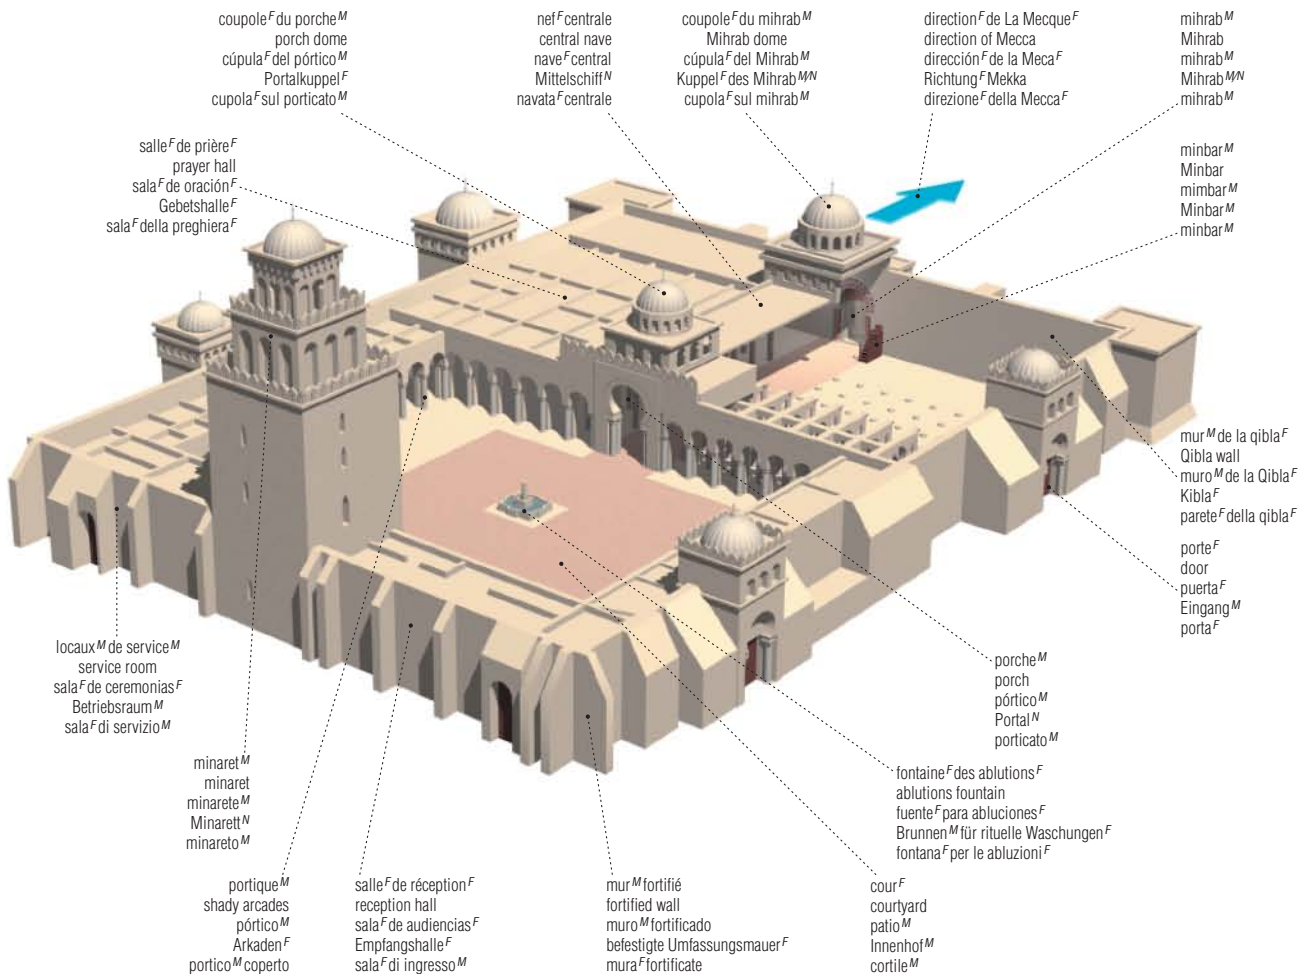 coupole F du porche M
porch dome
cúpula F del pórtico M
Portalkuppel F
cupola F sul porticato M
nef F centrale
central nave
nave F central
Mittelschiff N
navata F centrale
coupole F du mihrab M
Mihrab dome
cúpula F del Mihrab M
Kuppel F des Mihrab M/N
cupola F sul mihrab M
direction F de La Mecque F
direction of Mecca
dirección F de la Meca F
Richtung F Mekka
direzione F della Mecca F
mihrab M
Mihrab
mihrab M
Mihrab M/N
mihrab M
salle F de prière F
prayer hall
sala F de oración F
Gebetshalle F
sala F della preghiera F
minbar M
Minbar
mimbar M
Minbar M
minbar M
mur M de la qibla F
Qibla wall
muro M de la Qibla F
Kibla F
parete F della qibla F
porte F
door
puerta F
Eingang M
porta F
locaux M de service M
service room
sala F de ceremonias F
Betriebsraum M
sala F di servizio M
porche M
porch
pórtico M
Portal N
porticato M
minaret M
minaret
minarete M
Minarett N
minareto M
fontaine F des ablutions F
ablutions fountain
fuente F para abluciones F
Brunnen M für rituelle Waschungen F
fontana F per le abluzioni F
portique M
shady arcades
pórtico M
Arkaden F
portico M coperto
salle F de réception F
reception hall
sala F de audiencias F
Empfangshalle F
sala F di ingresso M
mur M fortifié
fortified wall
muro M fortificado
befestigte Umfassungsmauer F
mura F fortificate
cour F
courtyard
patio M
Innenhof M
cortile M